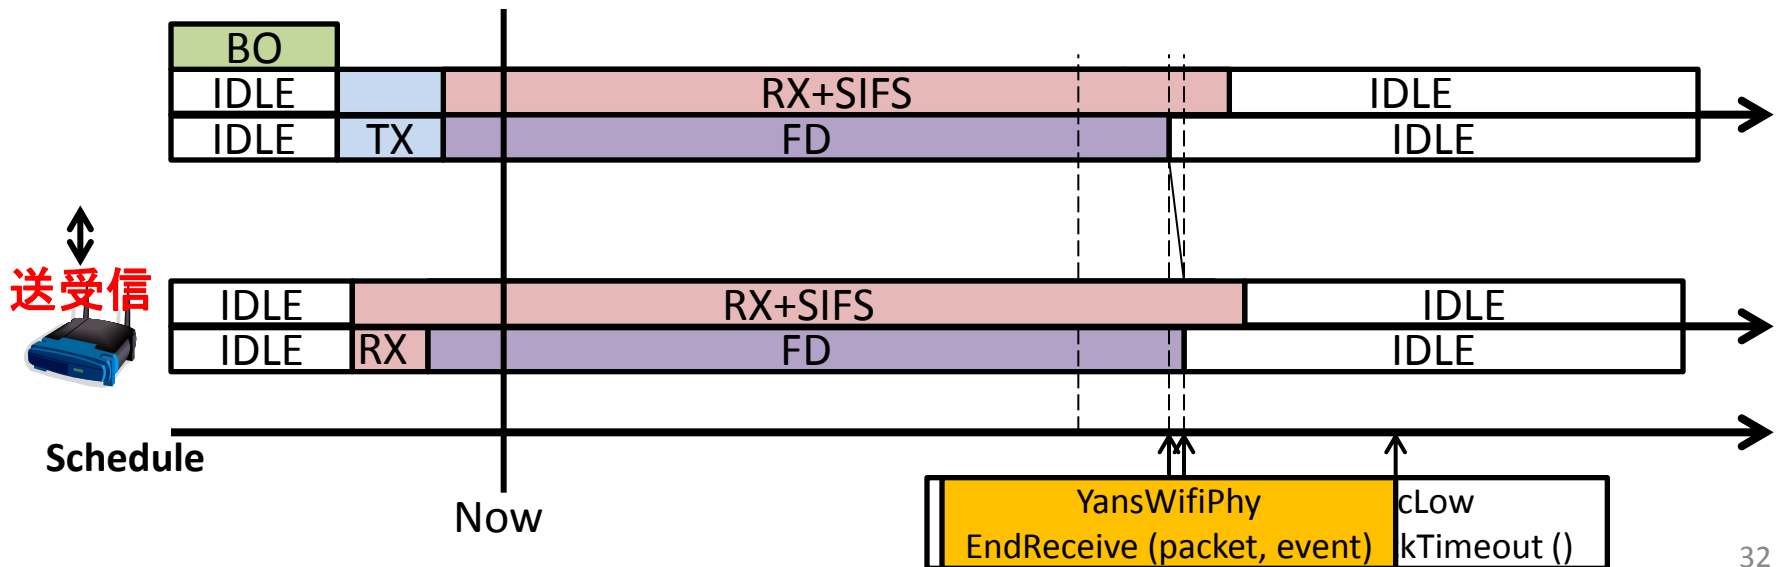 BO
IDLE RX+SIFS IDLE
IDLE TX FD IDLE
送受信
IDLE RX+SIFS IDLE
IDLE RX FD IDLE
Schedule
Now
YansWifiPhy
EndReceive (packet, event)
cLow
kTimeout ()
32